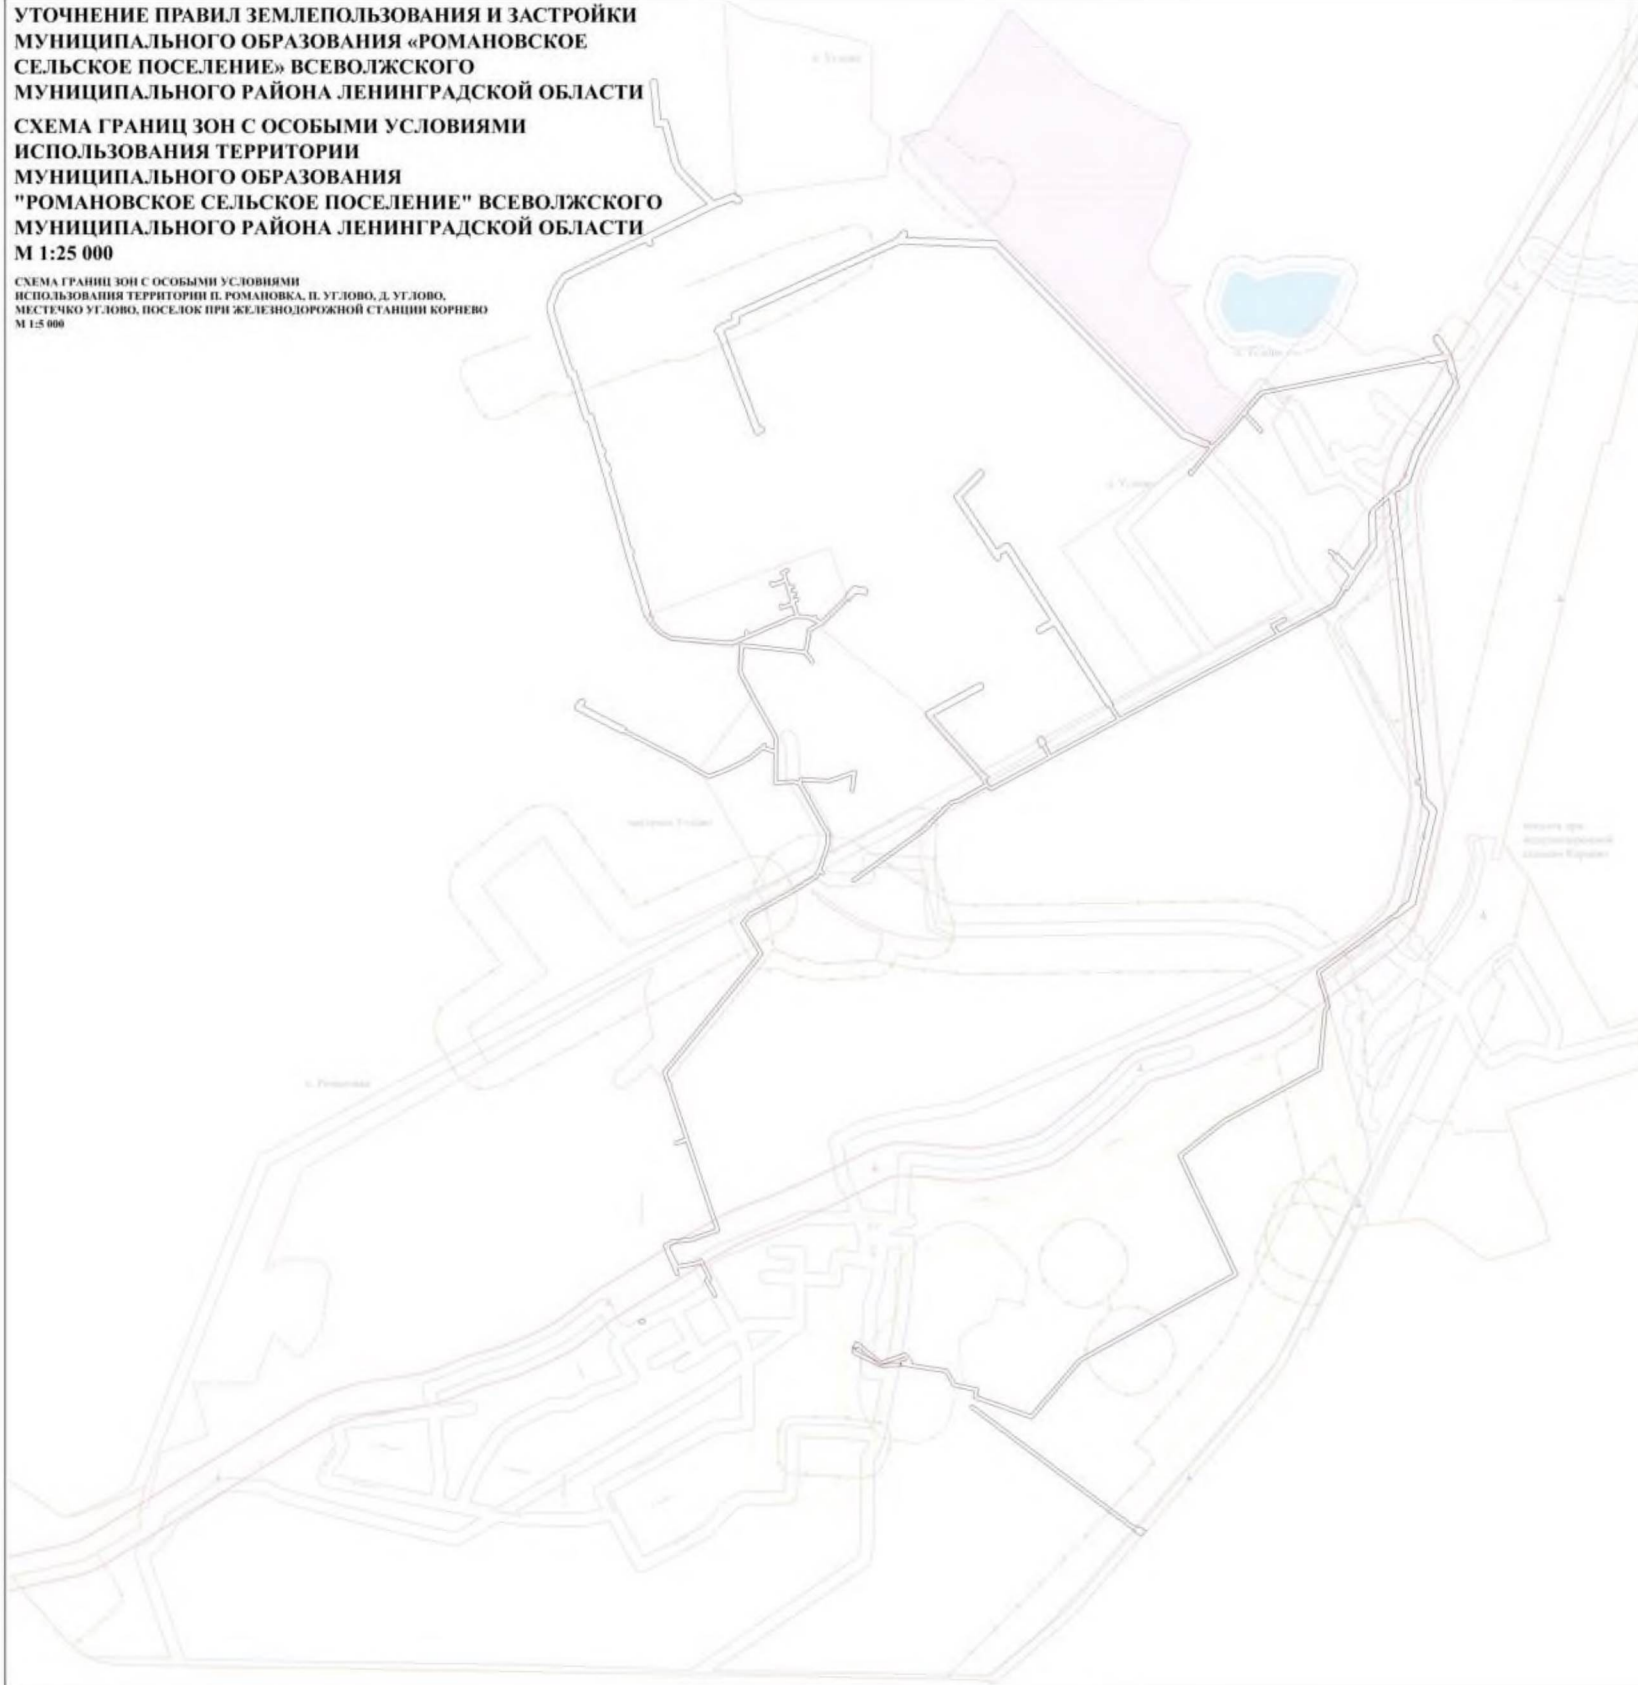 УТОЧНЕНИЕ ПРАВИЛ ЗЕМЛЕПОЛЬЗОВАНИЯ И ЗАСТРОЙКИ
МУНИЦИПАЛЬНОГО ОБРАЗОВАНИЯ «РОМАНОВСКОЕ
СЕЛЬСКОЕ ПОСЕЛЕНИЕ» ВСЕВОЛЖСКОГО
МУНИЦИПАЛЬНОГО РАЙОНА ЛЕНИНГРАДСКОЙ ОБЛАСТИ
СХЕМА ГРАНИЦ ЗОН С ОСОБЫМИ УСЛОВИЯМИ
ИСПОЛЬЗОВАНИЯ ТЕРРИТОРИИ
МУНИЦИПАЛЬНОГО ОБРАЗОВАНИЯ
"РОМАНОВСКОЕ СЕЛЬСКОЕ ПОСЕЛЕНИЕ" ВСЕВОЛЖСКОГО
МУНИЦИПАЛЬНОГО РАЙОНА ЛЕНИНГРАДСКОЙ ОБЛАСТИ
М 1:25 000
СХЕМА ГРАНИЦ ЗОН С ОСОБЫМИ УСЛОВИЯМИ
ИСПОЛЬЗОВАНИЯ ТЕРРИТОРИИ П. РОМАНОВКА, П. УГЛОВО, Д. УГЛОВО,
МЕСТЕЧКО УГЛОВО, ПОСЕЛОК ПРИ ЖЕЛЕЗНОДОРОЖНОЙ СТАНЦИИ КОРНЕВО
М 1:5 000
п. Романовка